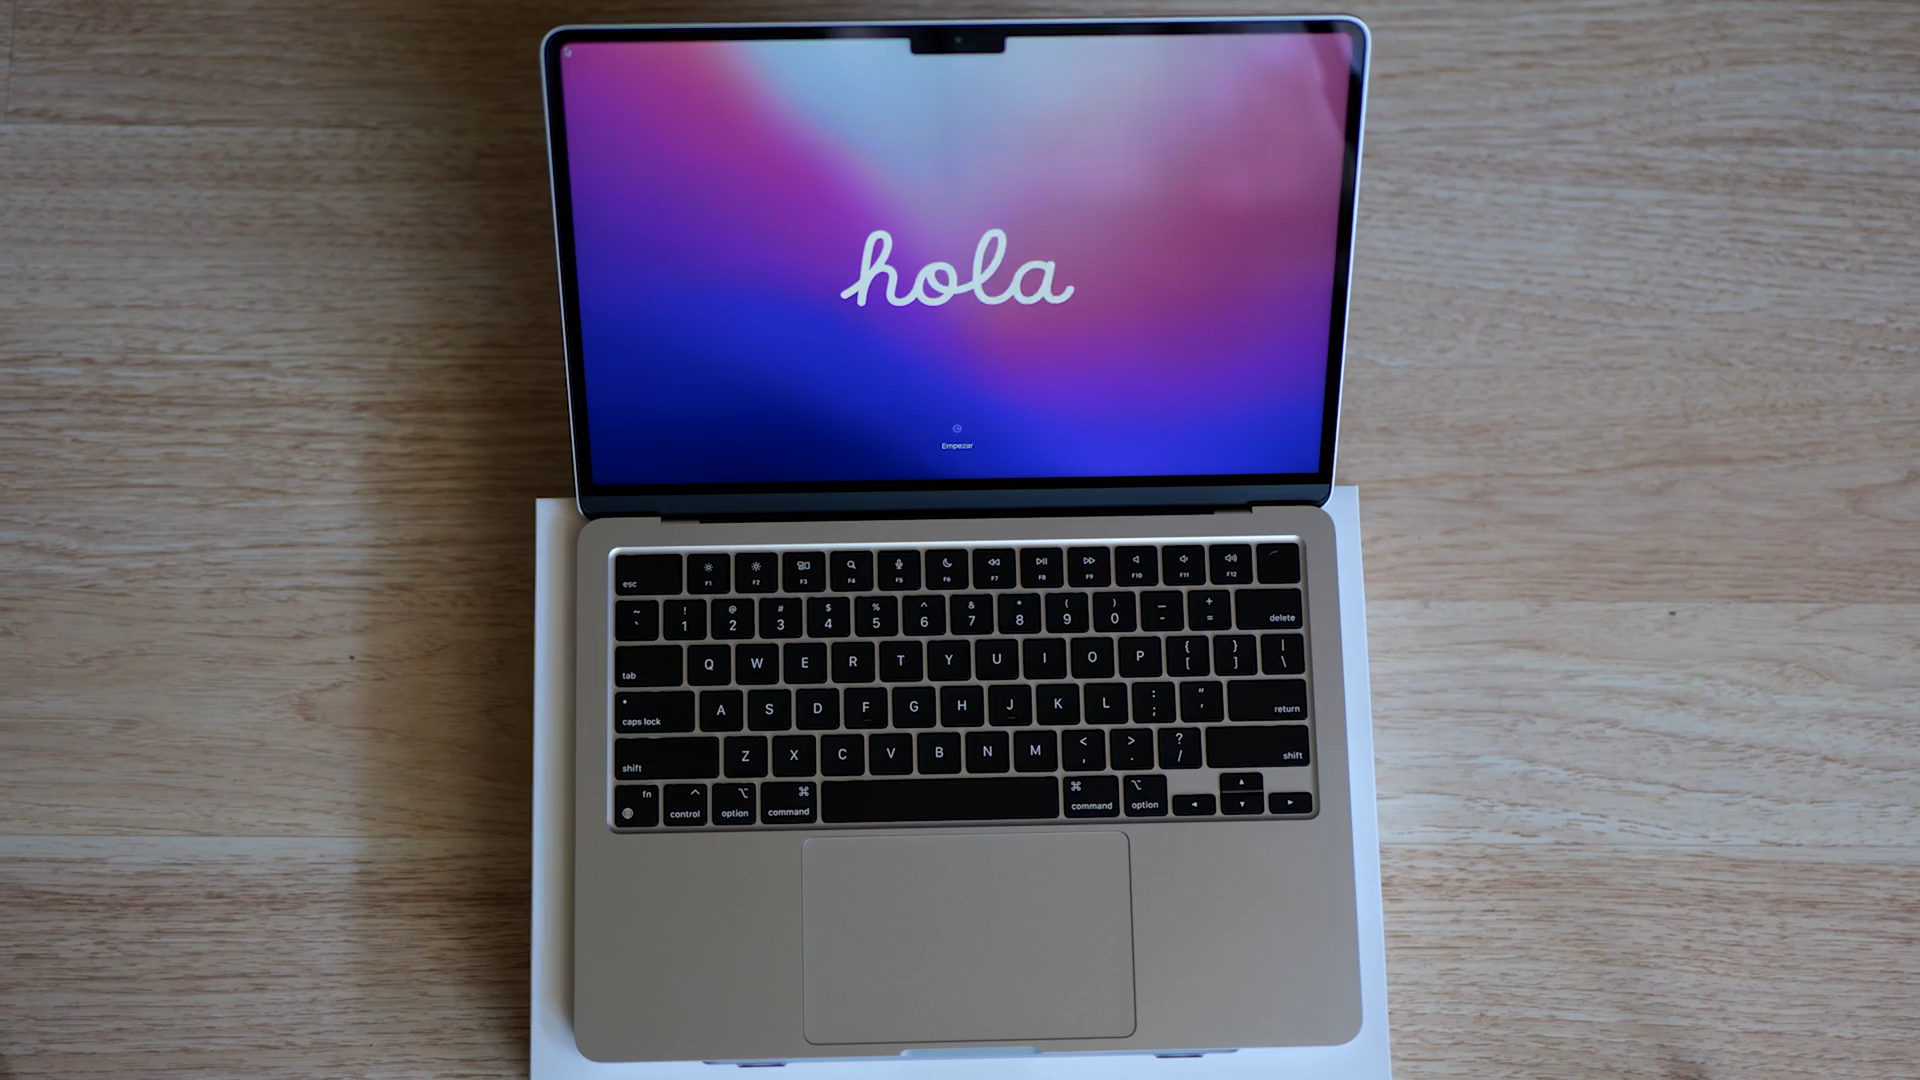 hola
Empezar
esc F1 F2 F3 F4 F5 F6 F7 F8 F9 F10 F11 F12
~ ! @ # $ % ^ & * ( ) — +
` 1 2 3 4 5 6 7 8 9 0 - = delete
tab Q W E R T Y U I O P { [ } ] | \
caps lock A S D F G H J K L : ; " ' return
shift Z X C V B N M < , > . ? / shift
fn control option command command option